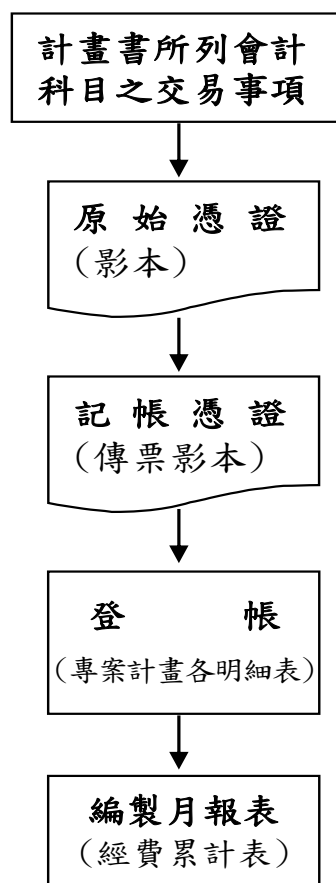 計畫書所列會計
科目之交易事項
原始憑證
（影本）
記帳憑證
（傳票影本）
登帳
（專案計畫各明細表）
編製月報表
（經費累計表）